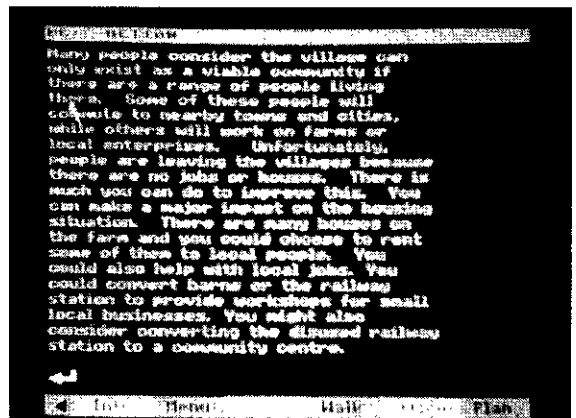 Many people consider the village can
only exist as a viable community if
there are a range of people living
there. Some of these people will
commute to nearby towns and cities,
while others will work on farms or
local enterprises. Unfortunately,
people are leaving the villages because
there are no jobs or houses. There is
much you can do to improve this. You
can make a major impact on the housing
situation. There are many houses on
the farm and you could choose to rent
some of them to local people. You
could also help with local jobs. You
could convert barns or the railway
station to provide workshops for small
local businesses. You might also
consider converting the disused railway
station to a community centre.
Info Menu Walk Plan